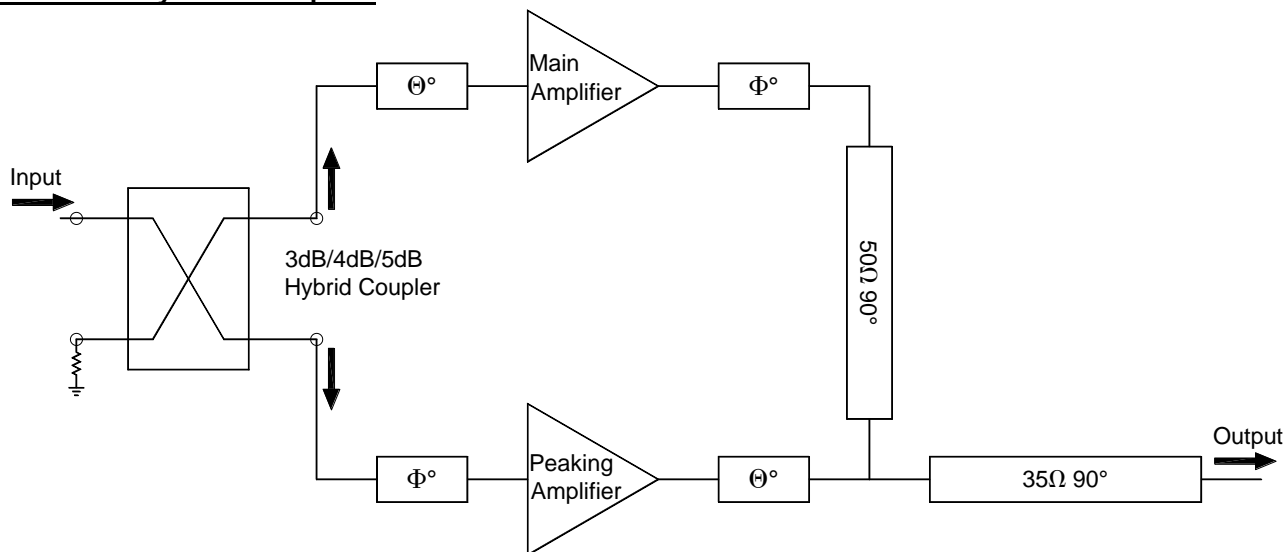 Θ°
Main
Amplifier
Φ°
Input
3dB/4dB/5dB
Hybrid Coupler
50Ω 90°
Φ°
Peaking
Amplifier
Θ°
35Ω 90°
Output